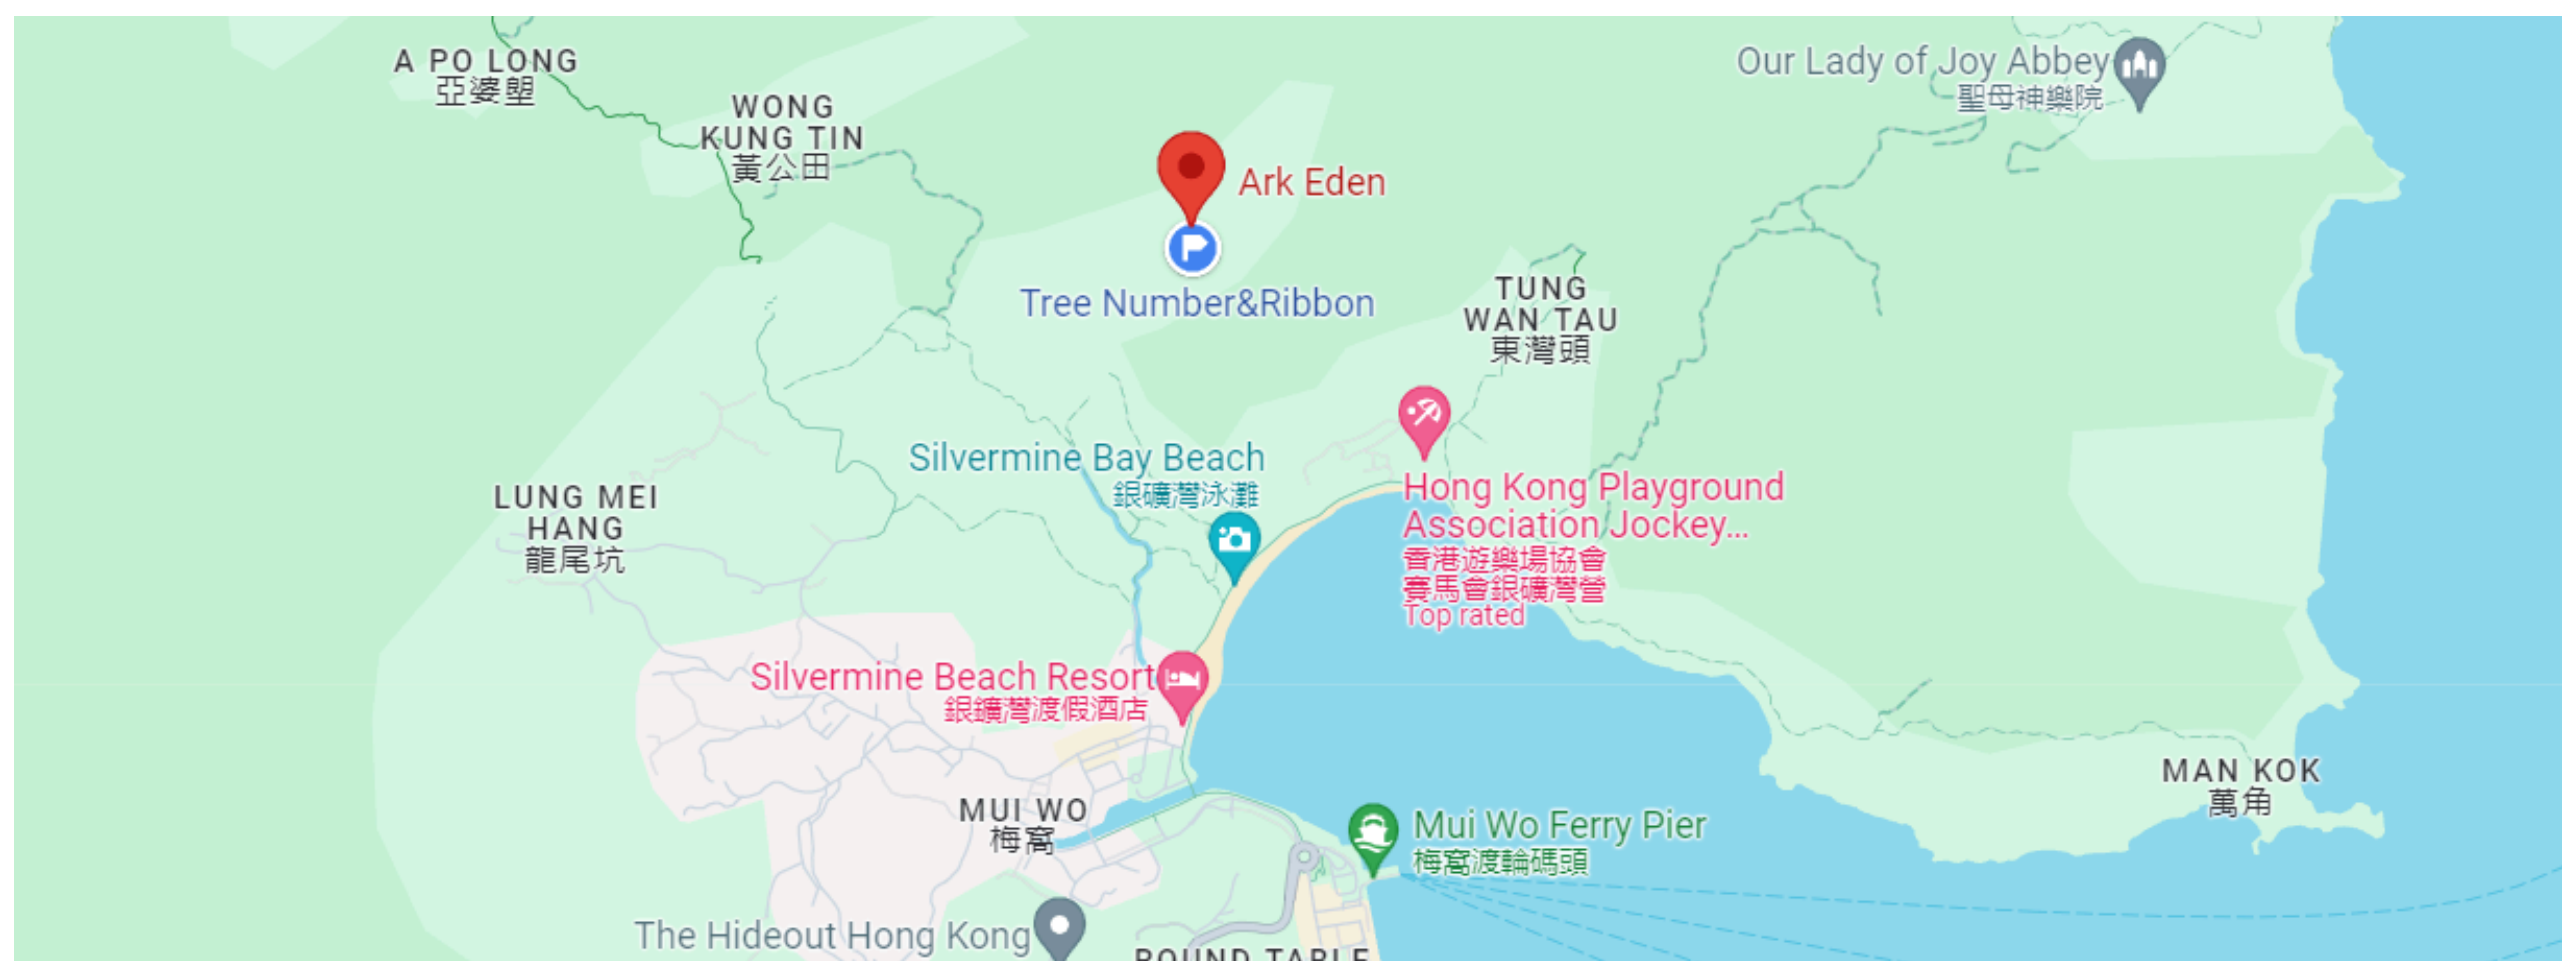 A PO LONG
亞婆塱
WONG
KUNG TIN
黃公田
Our Lady of Joy Abbey
聖母神樂院
Ark Eden
Tree Number&Ribbon
TUNG
WAN TAU
東灣頭
Silvermine Bay Beach
銀礦灣泳灘
LUNG MEI
HANG
龍尾坑
Hong Kong Playground
Association Jockey...
香港遊樂場協會
賽馬會銀礦灣營
Top rated
Silvermine Beach Resort
銀鑛灣渡假酒店
MUI WO
梅窩
Mui Wo Ferry Pier
梅窩渡輪碼頭
MAN KOK
萬角
The Hideout Hong Kong
ROUND TABLE